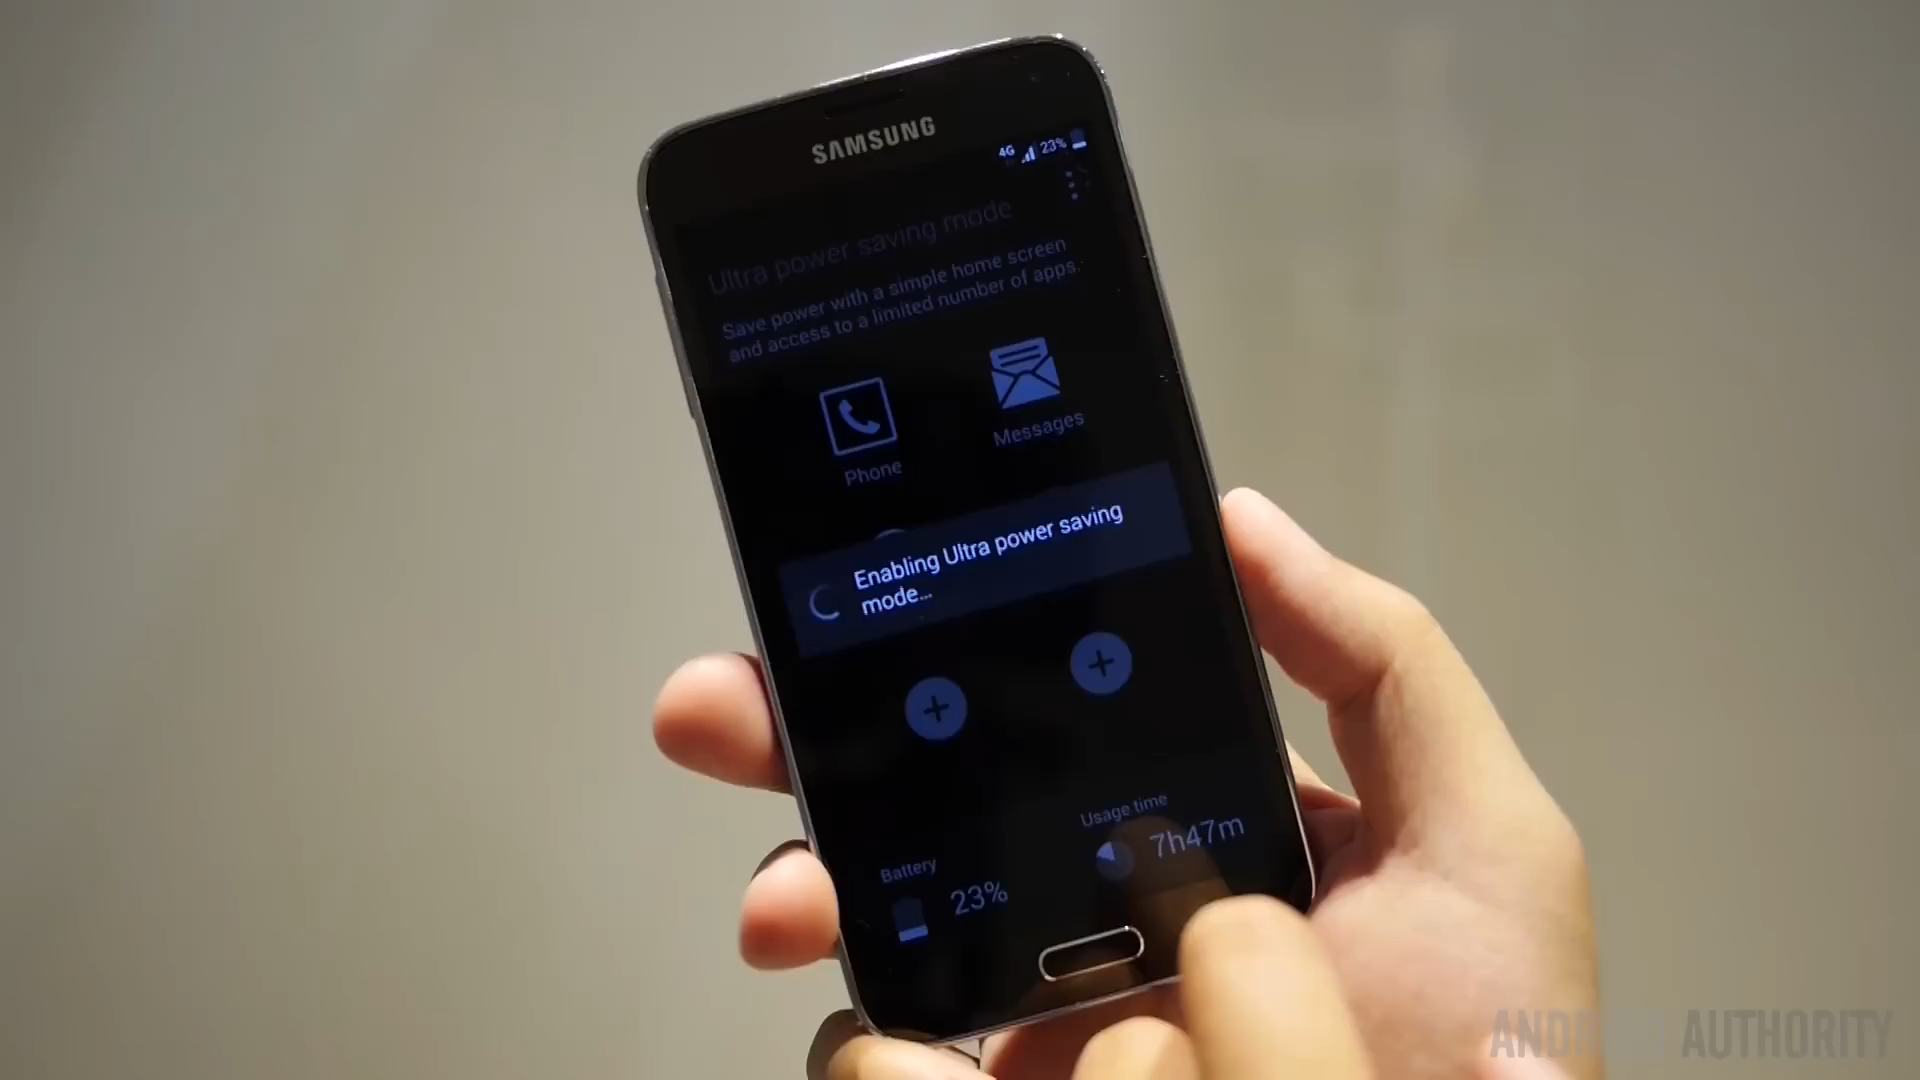 SAMSUNG
4G 23%
Ultra power saving mode
Save power with a simple home screen
and access to a limited number of apps.
Phone
Messages
Enabling Ultra power saving
mode...
Battery
23%
Usage time
7h47m
AUTHORITY